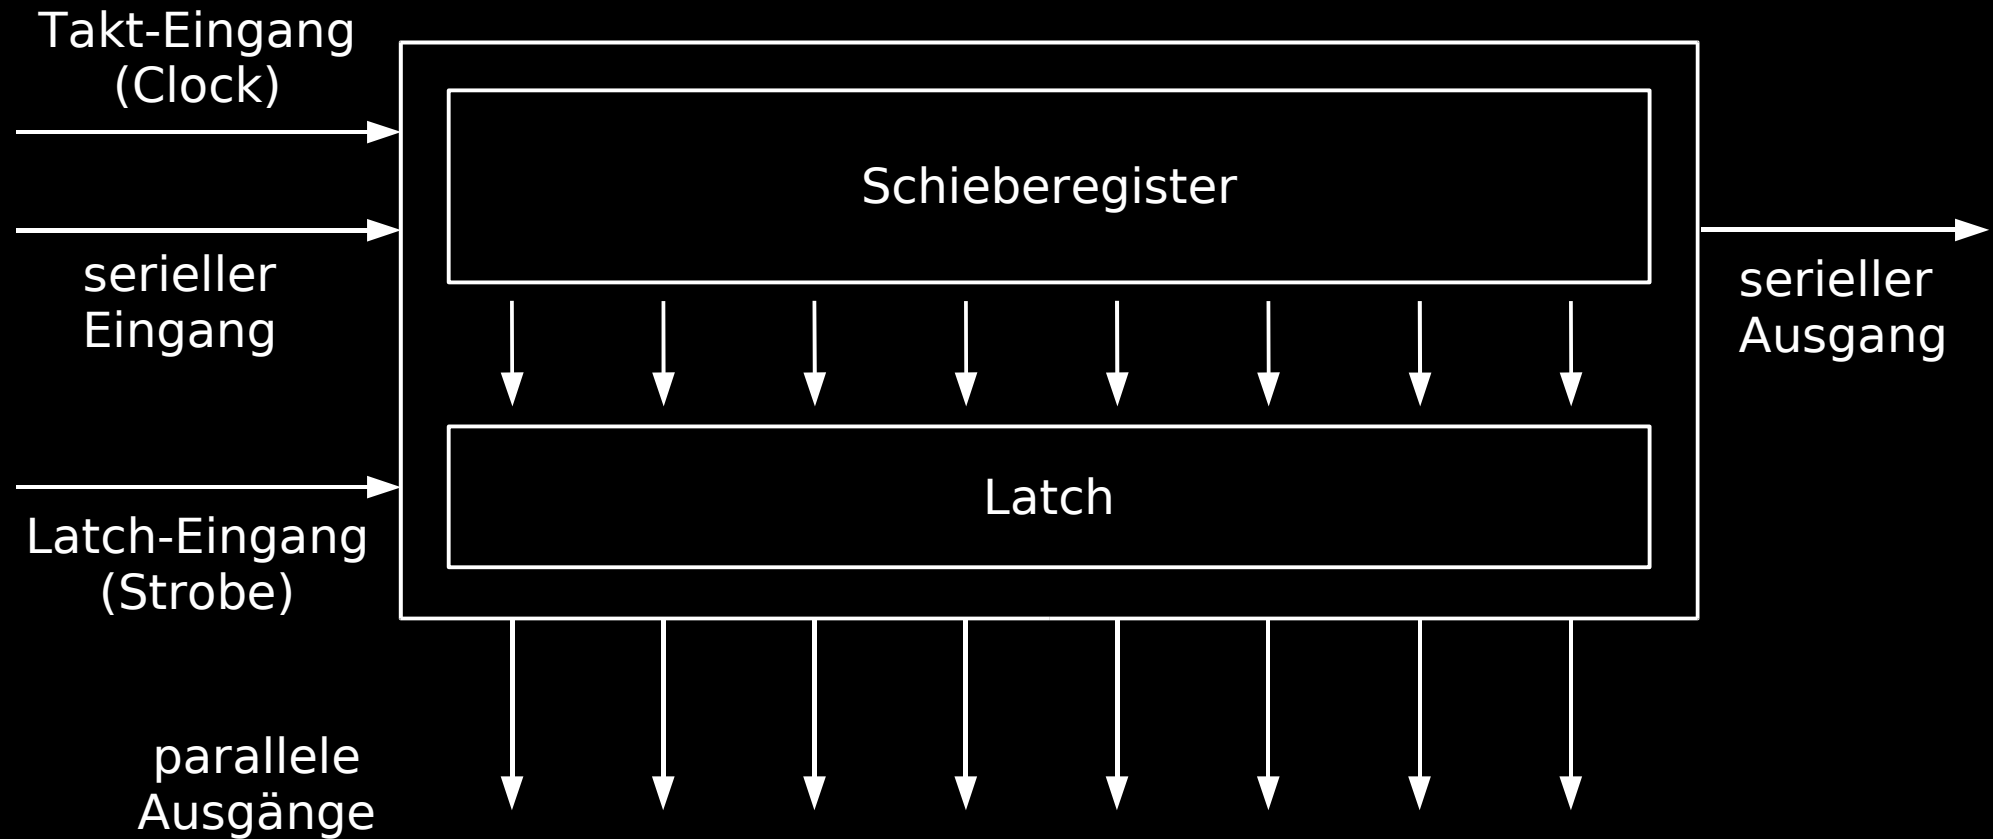 Takt-Eingang
(Clock)
serieller
Eingang
Latch-Eingang
(Strobe)
Schieberegister
Latch
serieller
Ausgang
parallele
Ausgänge